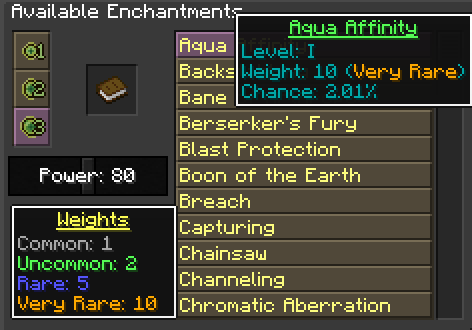 Available Enchantments
Aqua Affinity
Level: I
Weight: 10 (Very Rare)
Chance: 2.01%
1
2
3
Aqua
Backs
Bane
Berserker's Fury
Blast Protection
Boon of the Earth
Breach
Capturing
Chainsaw
Channeling
Chromatic Aberration
Power: 80
Weights
Common: 1
Uncommon: 2
Rare: 5
Very Rare: 10